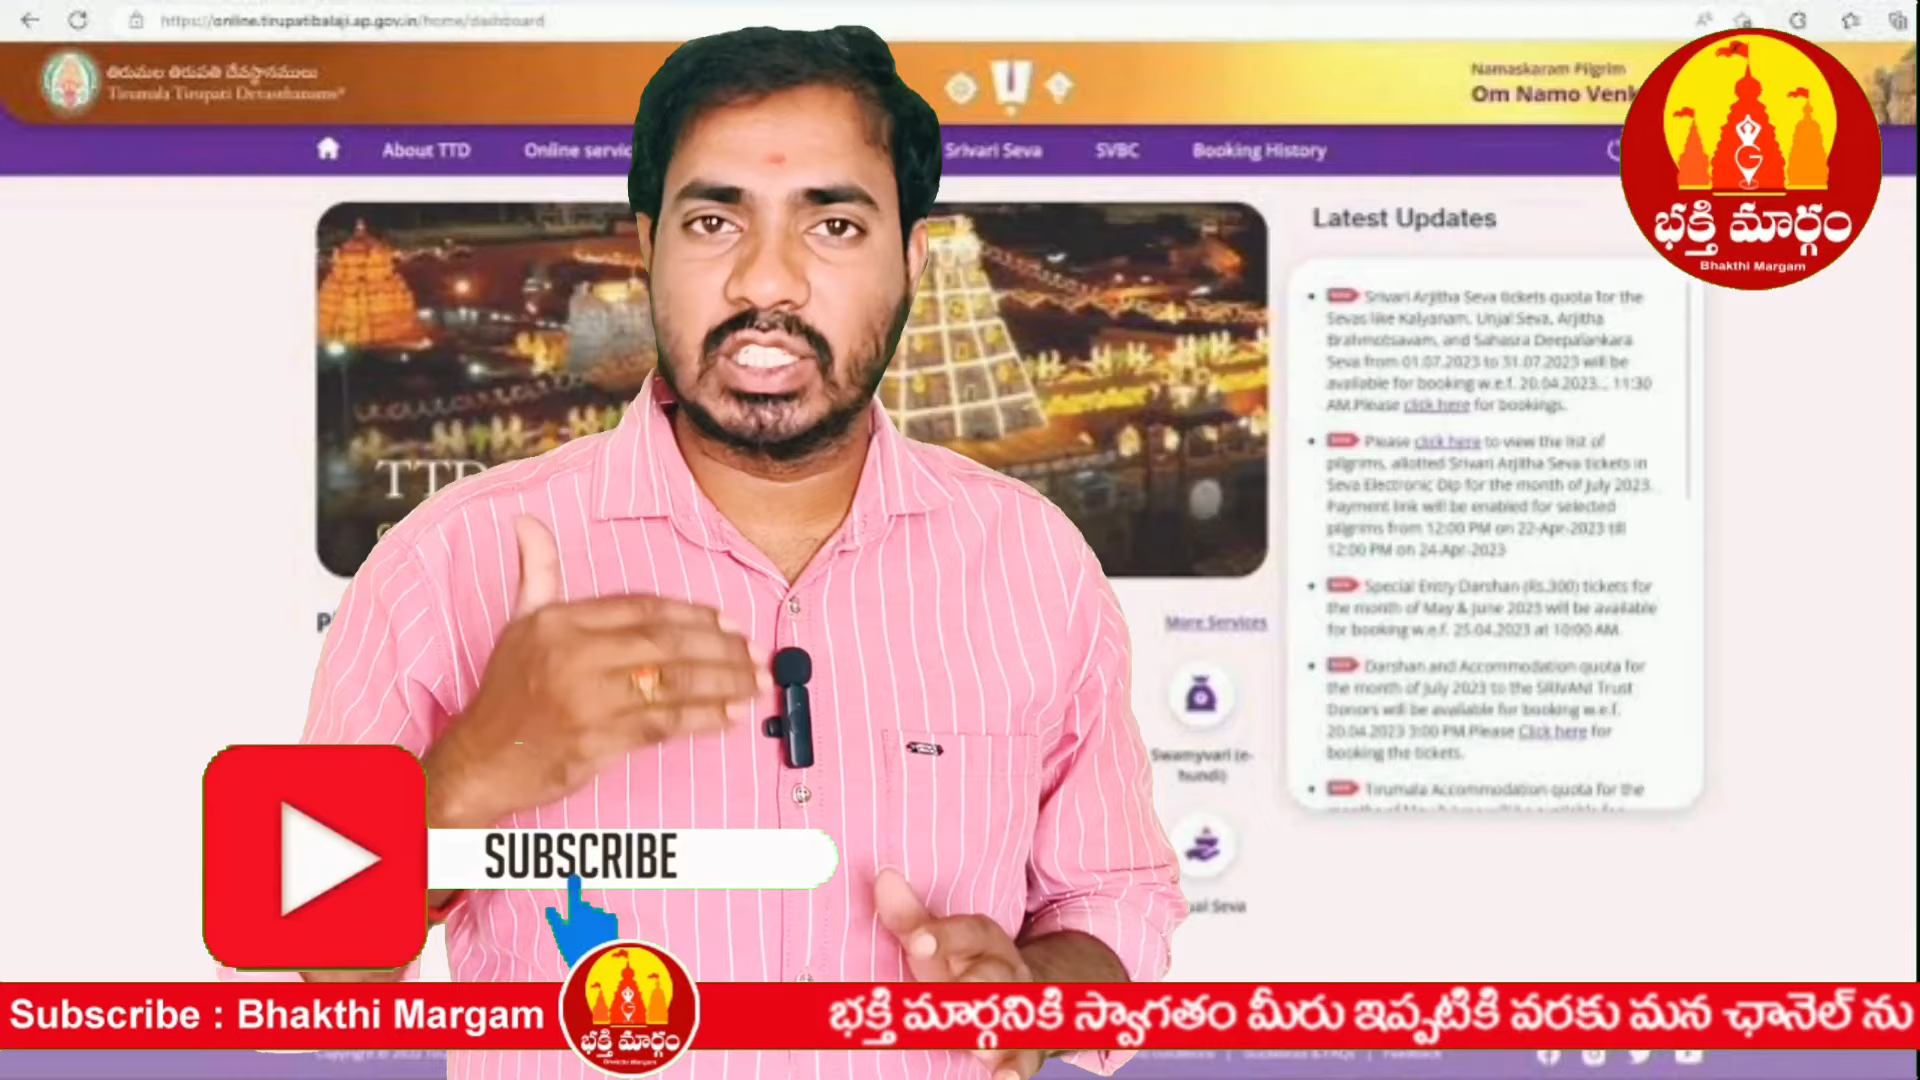 https://online.tirupatibalaji.ap.gov.in/home/dashboard
తిరుమల తిరుపతి దేవస్థానములు
Tirumala Tirupati Devasthanams
Namaskaram Pilgrim
Om Namo Venk
About TTD
Online servic
Srivari Seva
SVBC
Booking History
భక్తి మార్గం
Bhakthi Margam
TTD
Latest Updates
Srivari Arjitha Seva tickets quota for the
Sevas like Kalyanam, Unjal Seva, Arjitha
Brahmotsavam, and Sahasra Deepalankara
Seva from 01.07.2023 to 31.07.2023 will be
available for booking w.e.f. 20.04.2023. , 11:30
AM.Please click here for bookings.
Please click here to view the list of
pilgrims, allotted Srivari Arjitha Seva tickets in
Seva Electronic Dip for the month of July 2023.
Payment link will be enabled for selected
pilgrims from 12:00 PM on 22-Apr-2023 till
12:00 PM on 24-Apr-2023
Special Entry Darshan (Rs.300) tickets for
the month of May & June 2023 will be available
for booking w.e.f. 25.04.2023 at 10:00 AM.
Darshan and Accommodation quota for
the month of July 2023 to the SRIVANI Trust
Donors will be available for booking w.e.f.
20.04.2023 3:00 PM.Please Click here for
booking the tickets.
Tirumala Accommodation quota for the
More Services
Swamyvari (e-
hundi)
ual Seva
SUBSCRIBE
Subscribe : Bhakthi Margam
భక్తి మార్గం
భక్తి మార్గనికి స్వాగతం మీరు ఇప్పటికి వరకు మన ఛానెల్ ను